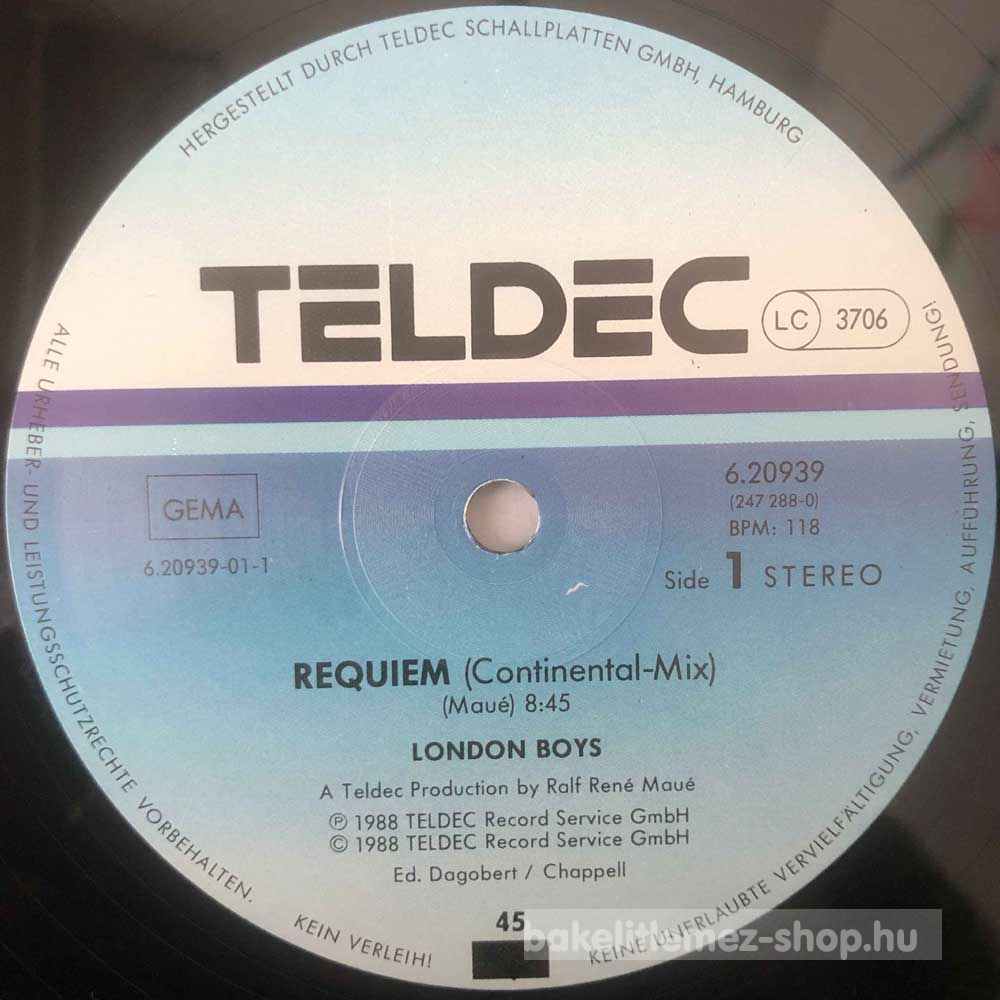 HERGESTELLT DURCH TELDEC SCHALLPLATTEN GMBH, HAMBURG
TELDEC
LC 3706
GEMA
6.20939-01-1
6.20939
(247 288-0)
BPM: 118
Side 1 STEREO
REQUIEM (Continental-Mix)
(Maué) 8:45
LONDON BOYS
A Teldec Production by Ralf René Maué
℗ 1988 TELDEC Record Service GmbH
© 1988 TELDEC Record Service GmbH
Ed. Dagobert / Chappell
45
ALLE URHEBER- UND LEISTUNGSSCHUTZRECHTE VORBEHALTEN.
KEIN VERLEIH!
KEINE UNERLAUBTE VERVIELFÄLTIGUNG, VERMIETUNG, AUFFÜHRUNG, SENDUNG!
bakelitlemez-shop.hu